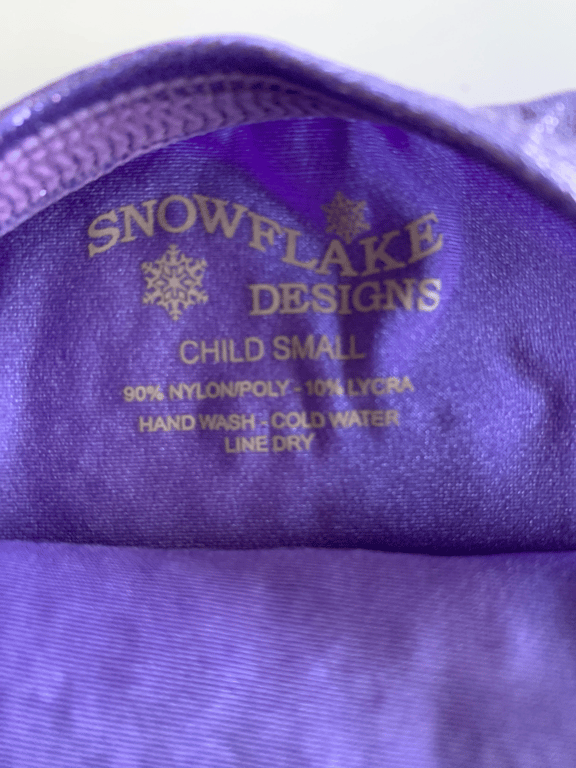 SNOWFLAKE
DESIGNS
CHILD SMALL
90% NYLON/POLY - 10% LYCRA
HAND WASH - COLD WATER
LINE DRY